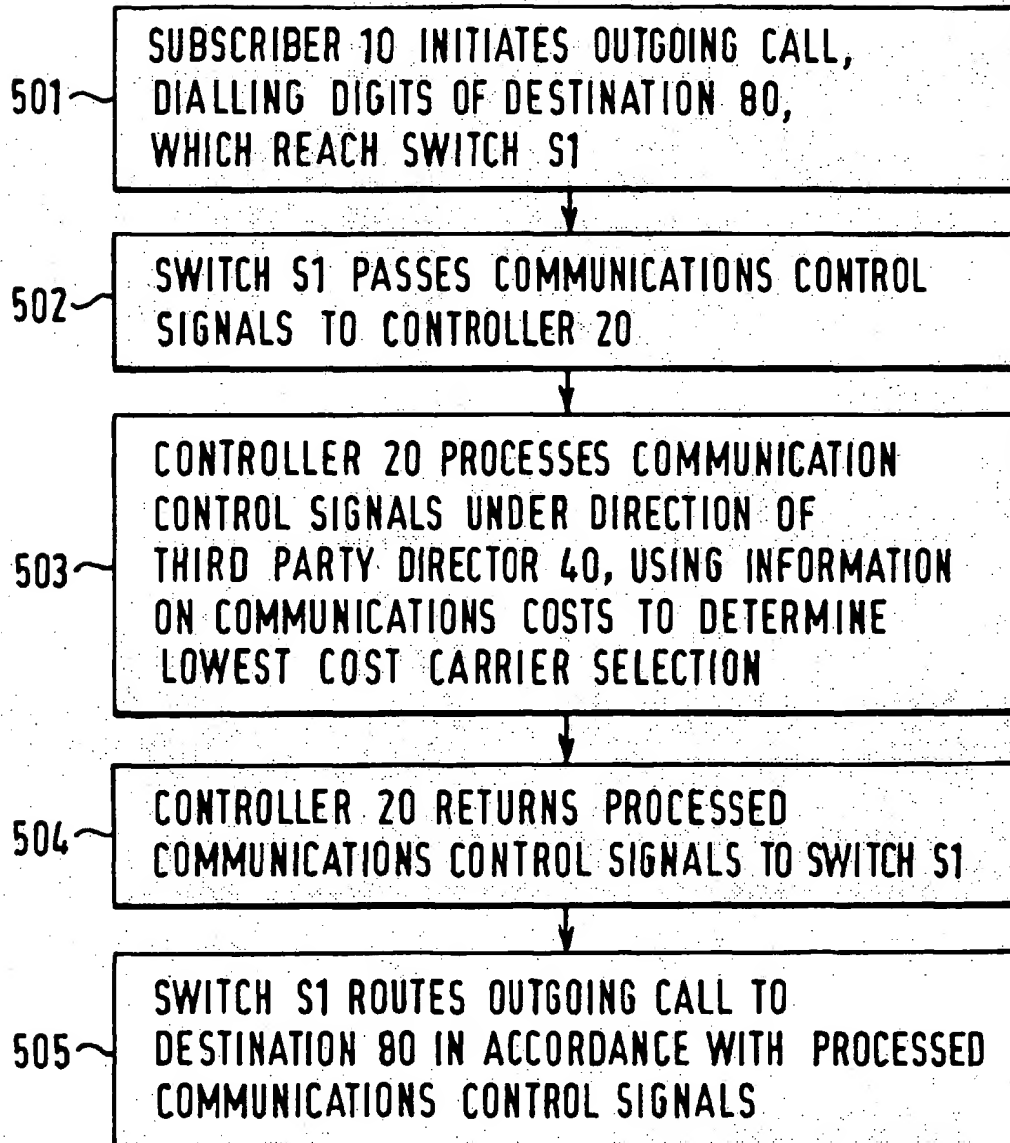 501
SUBSCRIBER 10 INITIATES OUTGOING CALL,
DIALLING DIGITS OF DESTINATION 80,
WHICH REACH SWITCH S1
502
SWITCH S1 PASSES COMMUNICATIONS CONTROL
SIGNALS TO CONTROLLER 20
503
CONTROLLER 20 PROCESSES COMMUNICATION
CONTROL SIGNALS UNDER DIRECTION OF
THIRD PARTY DIRECTOR 40, USING INFORMATION
ON COMMUNICATIONS COSTS TO DETERMINE
LOWEST COST CARRIER SELECTION
504
CONTROLLER 20 RETURNS PROCESSED
COMMUNICATIONS CONTROL SIGNALS TO SWITCH S1
505
SWITCH S1 ROUTES OUTGOING CALL TO
DESTINATION 80 IN ACCORDANCE WITH PROCESSED
COMMUNICATIONS CONTROL SIGNALS